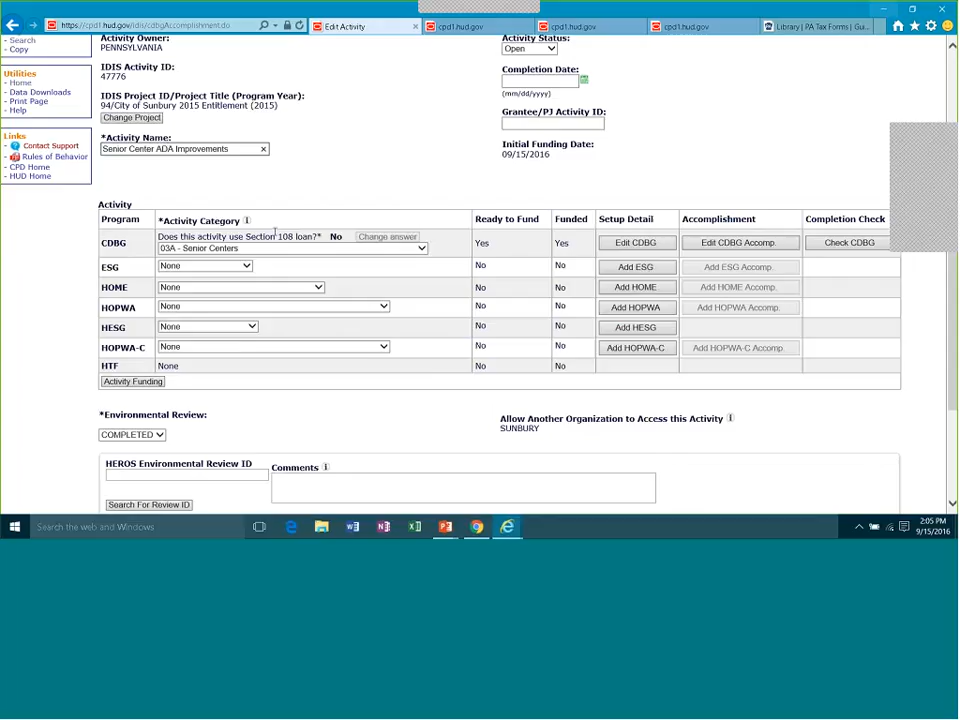 https://cpd1.hud.gov/idis/cdbgAccomplishment.do
Edit Activity
cpd1.hud.gov
cpd1.hud.gov
cpd1.hud.gov
Library | PA Tax Forms | Gu...
- Search
- Copy
Utilities
- Home
- Data Downloads
- Print Page
- Help
Links
- Contact Support
- Rules of Behavior
- CPD Home
- HUD Home
Activity Owner:
PENNSYLVANIA
IDIS Activity ID:
47776
IDIS Project ID/Project Title (Program Year):
94/City of Sunbury 2015 Entitlement (2015)
Change Project
*Activity Name:
Senior Center ADA Improvements
Activity Status:
Open
Completion Date:
(mm/dd/yyyy)
Grantee/PJ Activity ID:
Initial Funding Date:
09/15/2016
Activity
Program *Activity Category Ready to Fund Funded Setup Detail Accomplishment Completion Check
CDBG Does this activity use Section 108 loan?* No Change answer
03A - Senior Centers Yes Yes Edit CDBG Edit CDBG Accomp. Check CDBG
ESG None No No Add ESG Add ESG Accomp.
HOME None No No Add HOME Add HOME Accomp.
HOPWA None No No Add HOPWA Add HOPWA Accomp.
HESG None No No Add HESG
HOPWA-C None No No Add HOPWA-C Add HOPWA-C Accomp.
HTF None No No
Activity Funding
*Environmental Review:
COMPLETED
Allow Another Organization to Access this Activity
SUNBURY
HEROS Environmental Review ID
Comments
Search For Review ID
Search the web and Windows
2:05 PM
9/15/2016